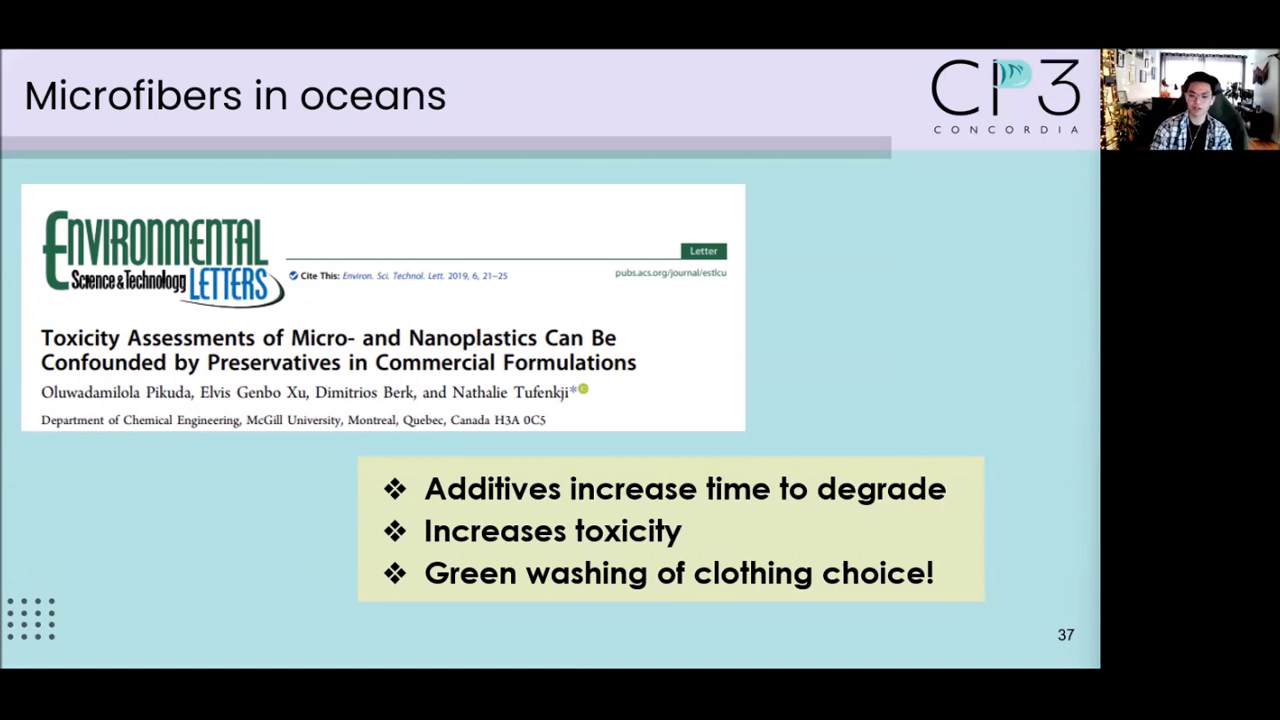 Microfibers in oceans
CP3
CONCORDIA
ENVIRONMENTAL
Science & Technology LETTERS
Letter
Cite This: Environ. Sci. Technol. Lett. 2019, 6, 21−25
pubs.acs.org/journal/estlcu
Toxicity Assessments of Micro- and Nanoplastics Can Be
Confounded by Preservatives in Commercial Formulations
Oluwadamilola Pikuda, Elvis Genbo Xu, Dimitrios Berk, and Nathalie Tufenkji*
Department of Chemical Engineering, McGill University, Montreal, Quebec, Canada H3A 0C5
❖ Additives increase time to degrade
❖ Increases toxicity
❖ Green washing of clothing choice!
37